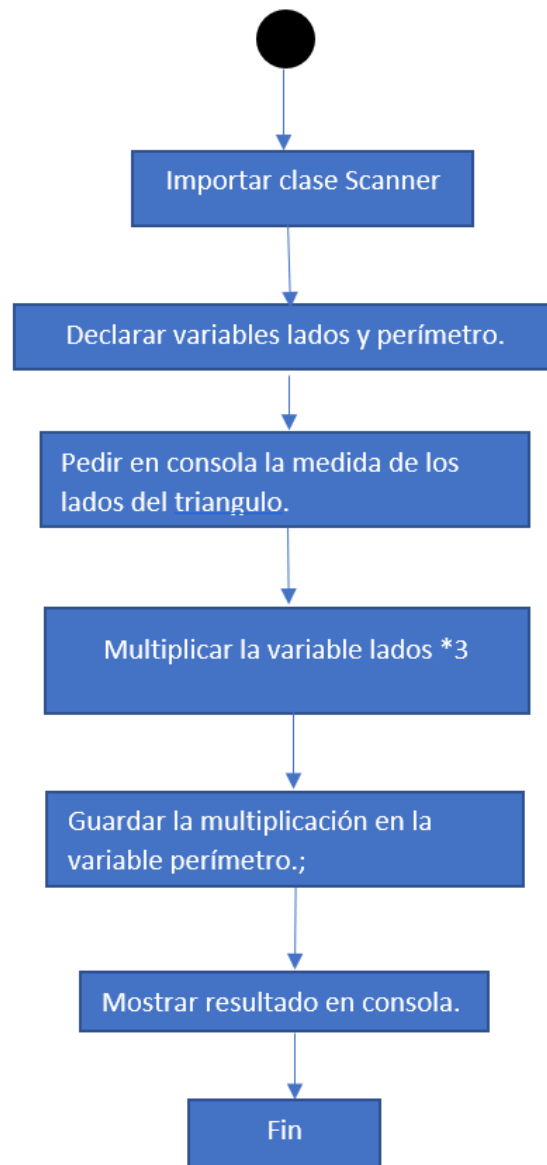 Importar clase Scanner
Declarar variables lados y perímetro.
Pedir en consola la medida de los
lados del triangulo.
Multiplicar la variable lados *3
Guardar la multiplicación en la
variable perímetro.;
Mostrar resultado en consola.
Fin